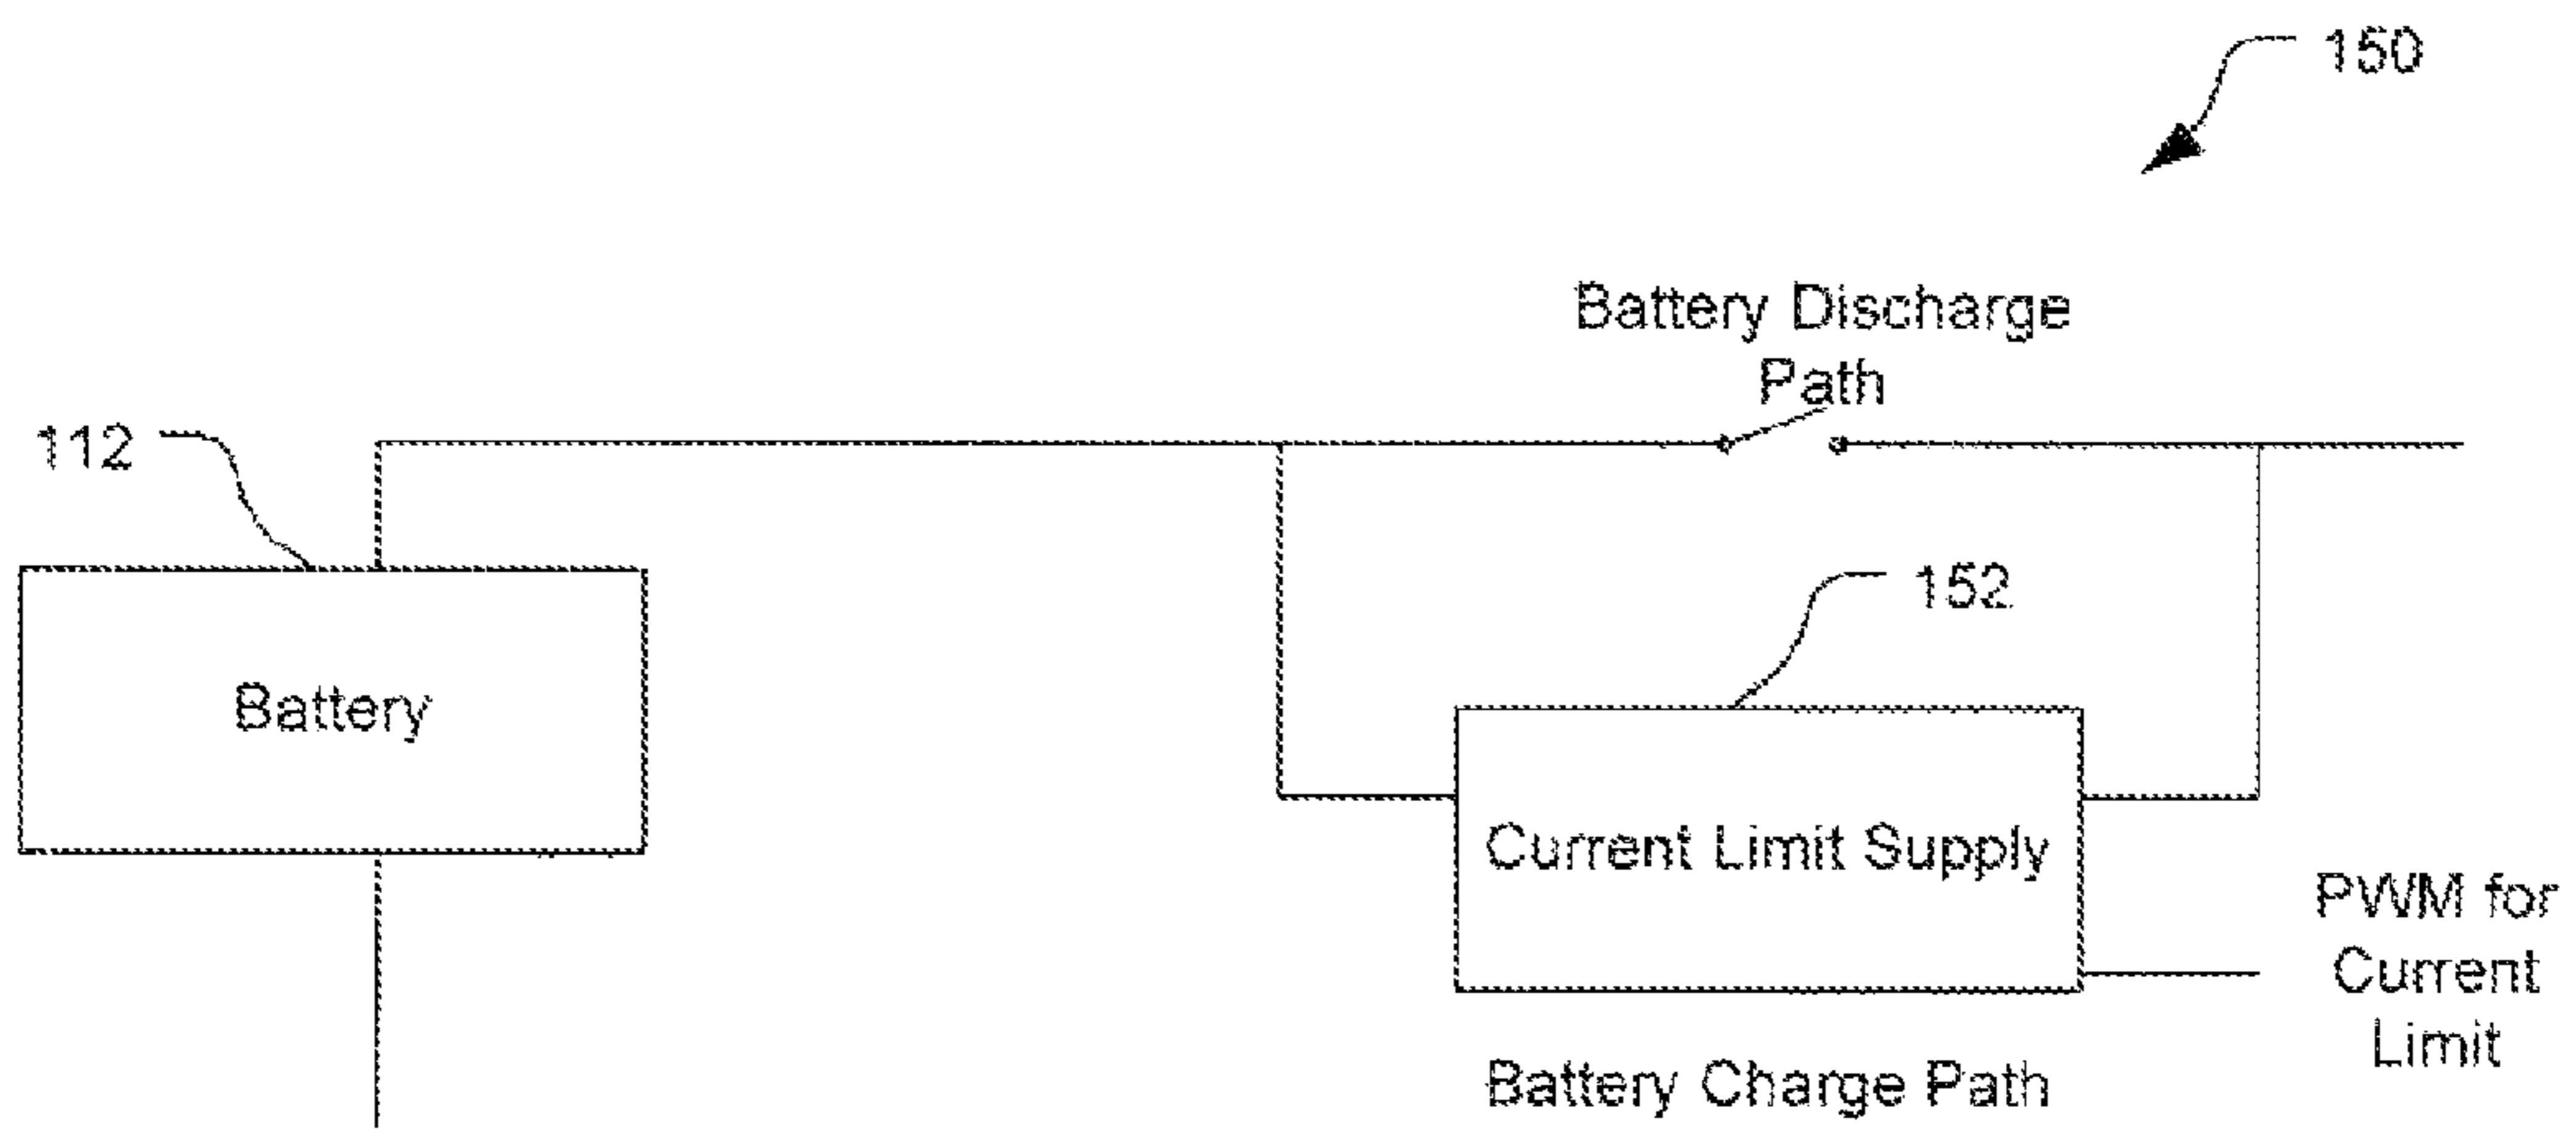 150
Battery Discharge
Path
112
152
Battery
Current Limit Supply
PWM for
Current
Limit
Battery Charge Path